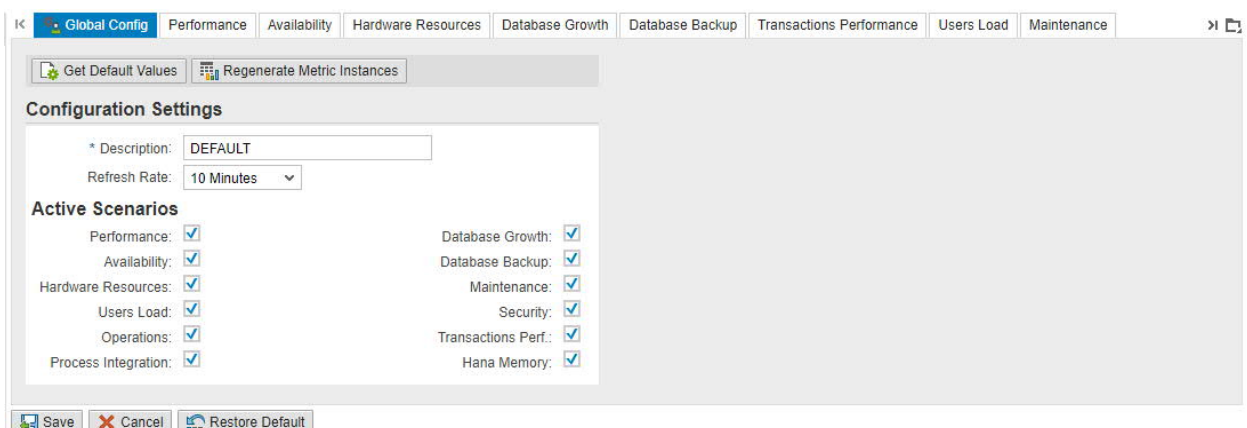 Global Config Performance Availability Hardware Resources Database Growth Database Backup Transactions Performance Users Load Maintenance
Get Default Values Regenerate Metric Instances
Configuration Settings
* Description: DEFAULT
Refresh Rate: 10 Minutes
Active Scenarios
Performance: Database Growth:
Availability: Database Backup:
Hardware Resources: Maintenance:
Users Load: Security:
Operations: Transactions Perf.:
Process Integration: Hana Memory:
Save Cancel Restore Default